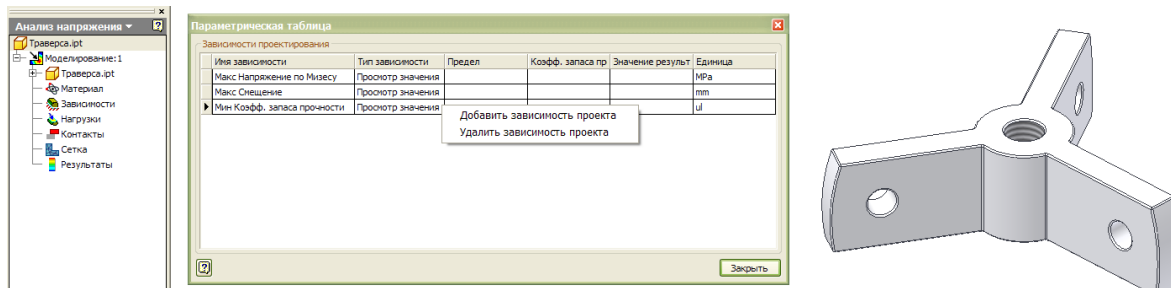 Анализ напряжения
Траверса.ipt
Моделирование:1
Траверса.ipt
Материал
Зависимости
Нагрузки
Контакты
Сетка
Результаты
Параметрическая таблица
Зависимости проектирования
Имя зависимости Тип зависимости Предел Коэфф. запаса пр Значение результ Единица
Макс Напряжение по Мизесу Просмотр значения MPa
Макс Смещение Просмотр значения mm
Мин Коэфф. запаса прочности Просмотр значения ul
Добавить зависимость проекта
Удалить зависимость проекта
Закрыть